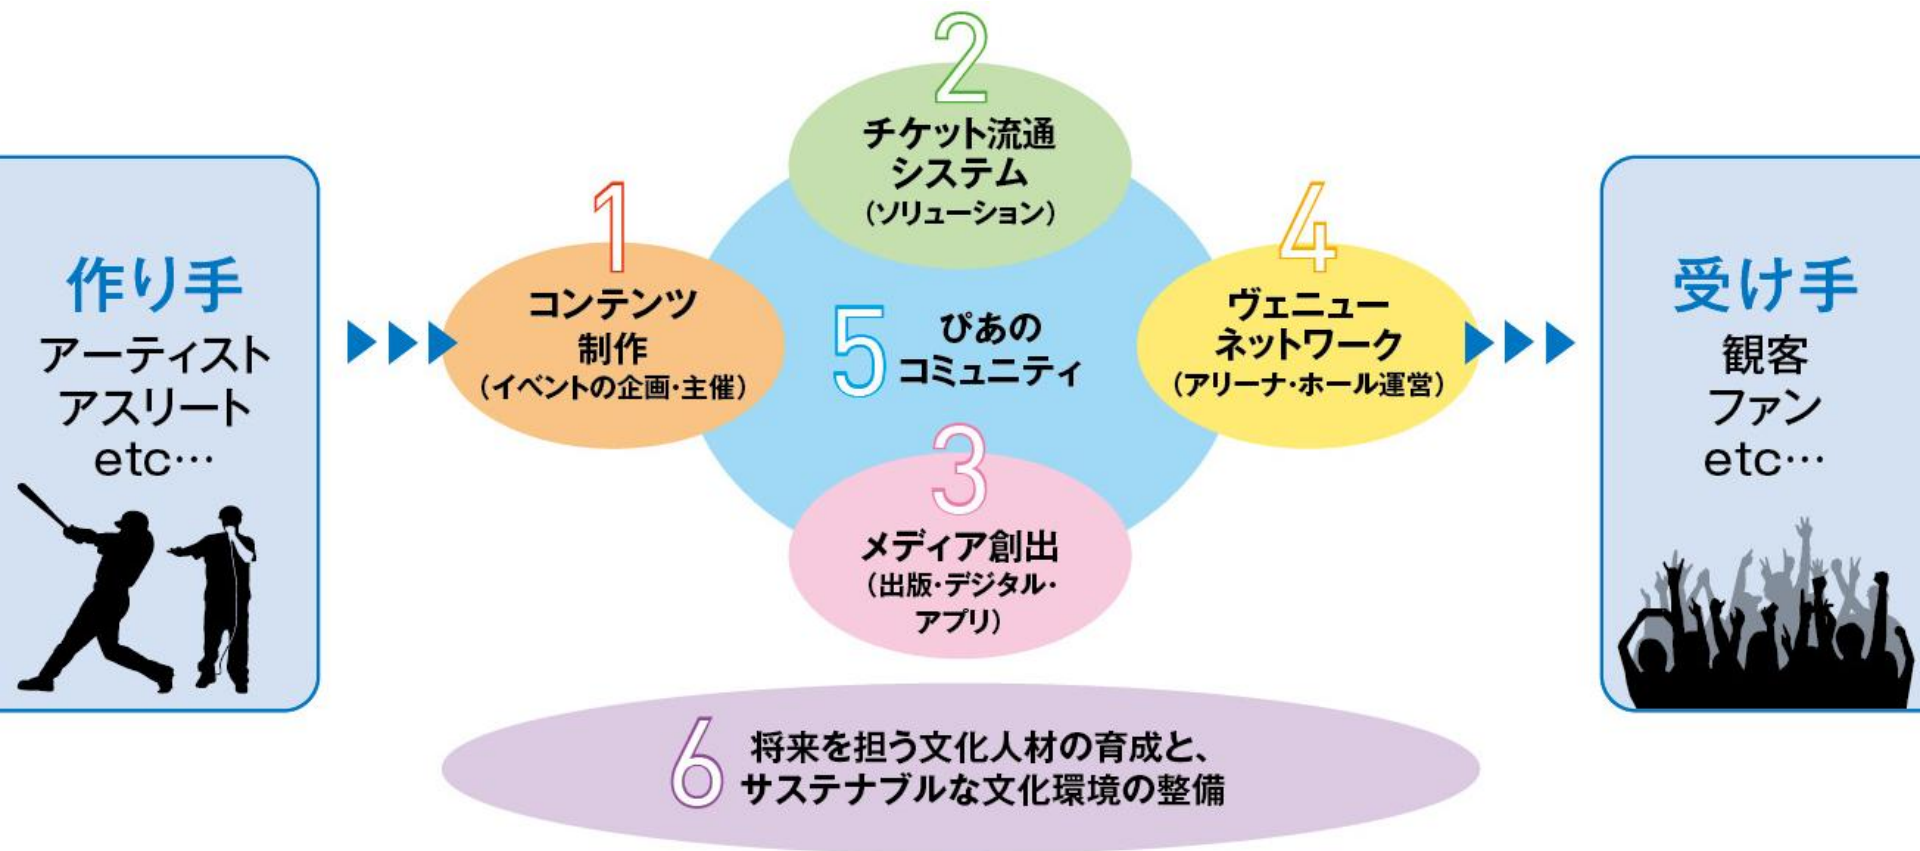 作り手
アーティスト
アスリート
etc…
1
コンテンツ
制作
（イベントの企画・主催）
2
チケット流通
システム
（ソリューション）
5
ぴあの
コミュニティ
3
メディア創出
（出版・デジタル・
アプリ）
4
ヴェニュー
ネットワーク
（アリーナ・ホール運営）
受け手
観客
ファン
etc…
6
将来を担う文化人材の育成と、
サステナブルな文化環境の整備